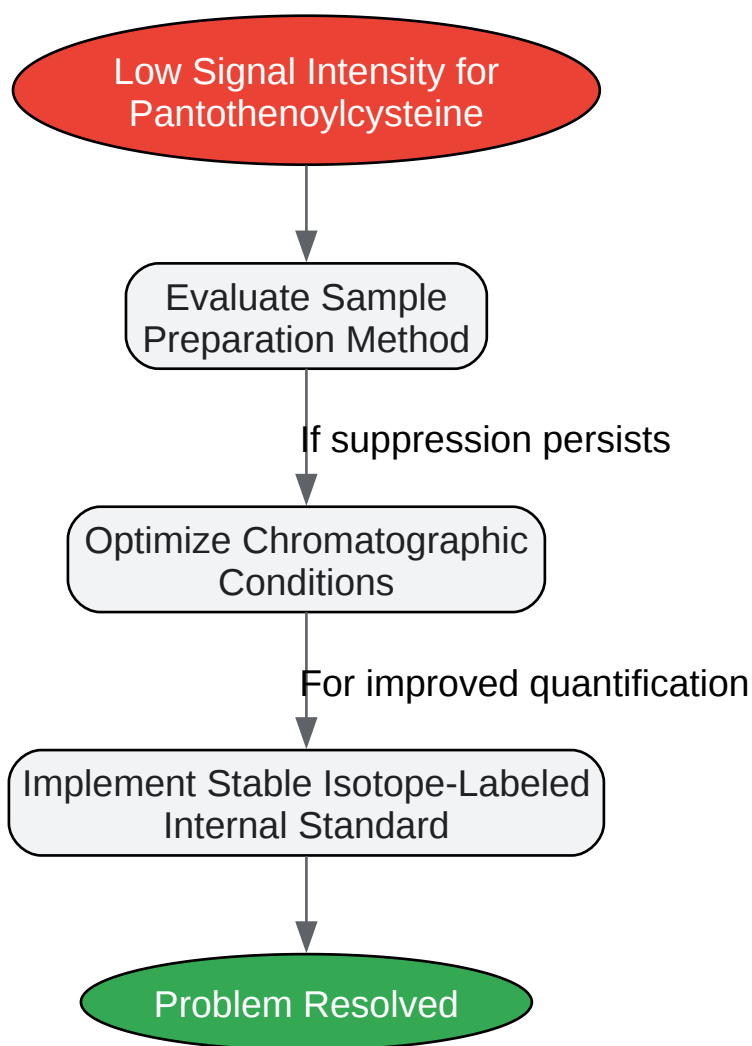 Low Signal Intensity for
Pantothenoylcysteine
Evaluate Sample
Preparation Method
If suppression persists
Optimize Chromatographic
Conditions
For improved quantification
Implement Stable Isotope-Labeled
Internal Standard
Problem Resolved